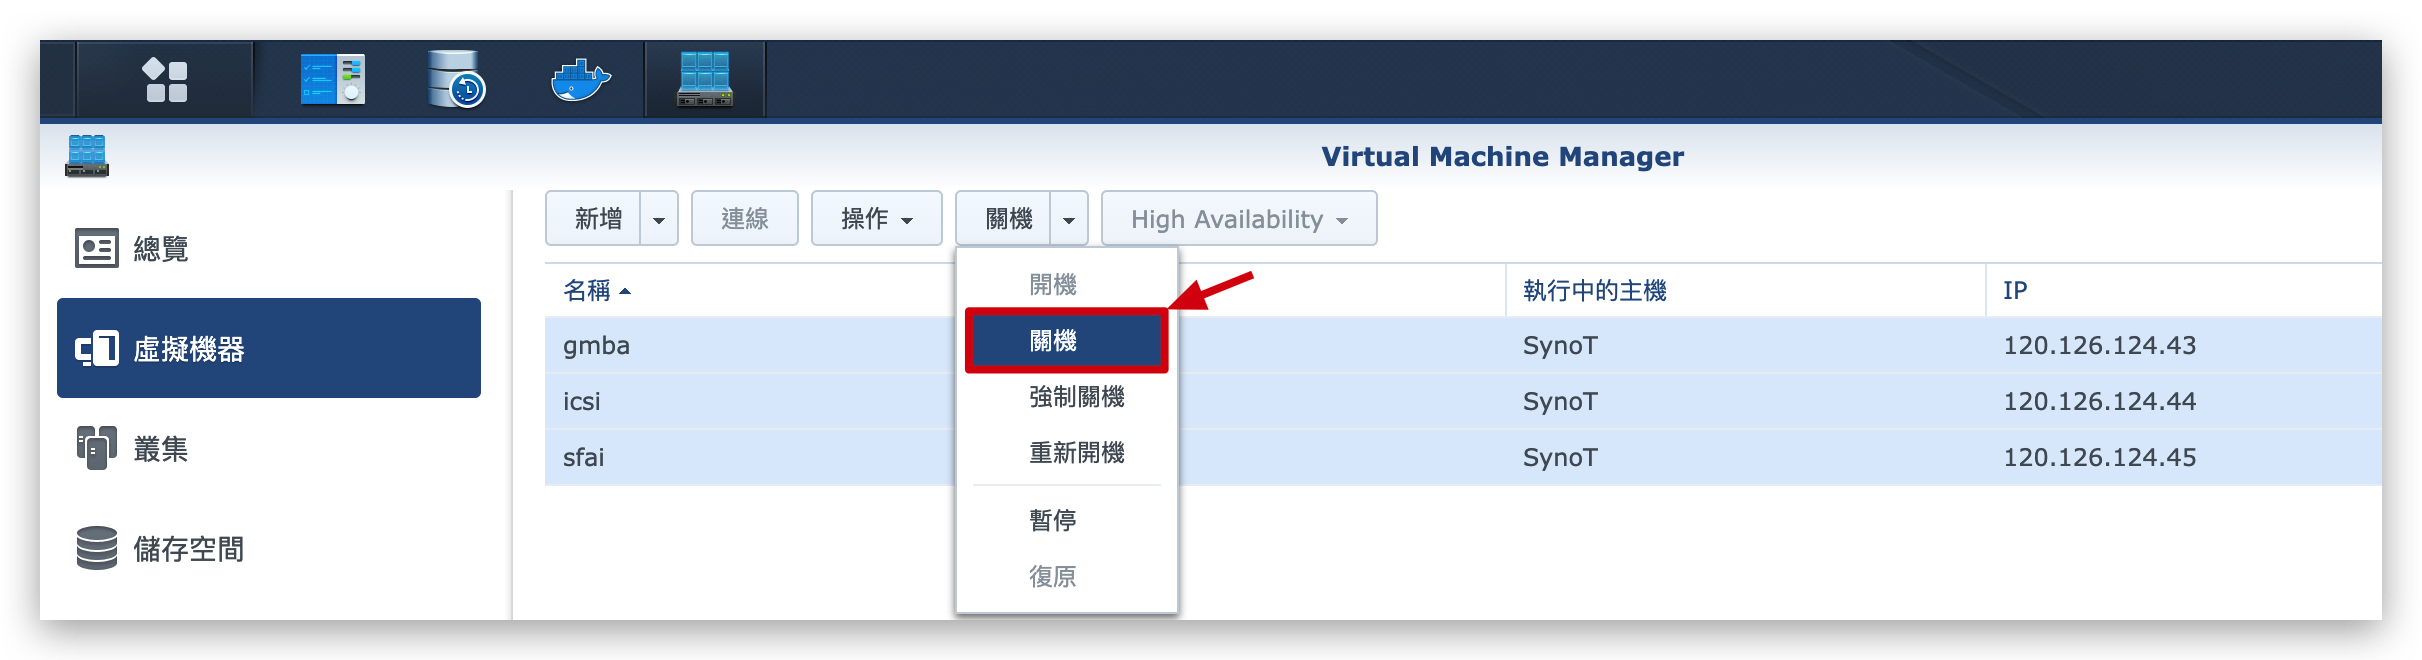 Virtual Machine Manager
總覽
虛擬機器
叢集
儲存空間
新增 連線 操作 關機 High Availability
名稱 執行中的主機 IP
gmba SynoT 120.126.124.43
icsi SynoT 120.126.124.44
sfai SynoT 120.126.124.45
開機
關機
強制關機
重新開機
暫停
復原